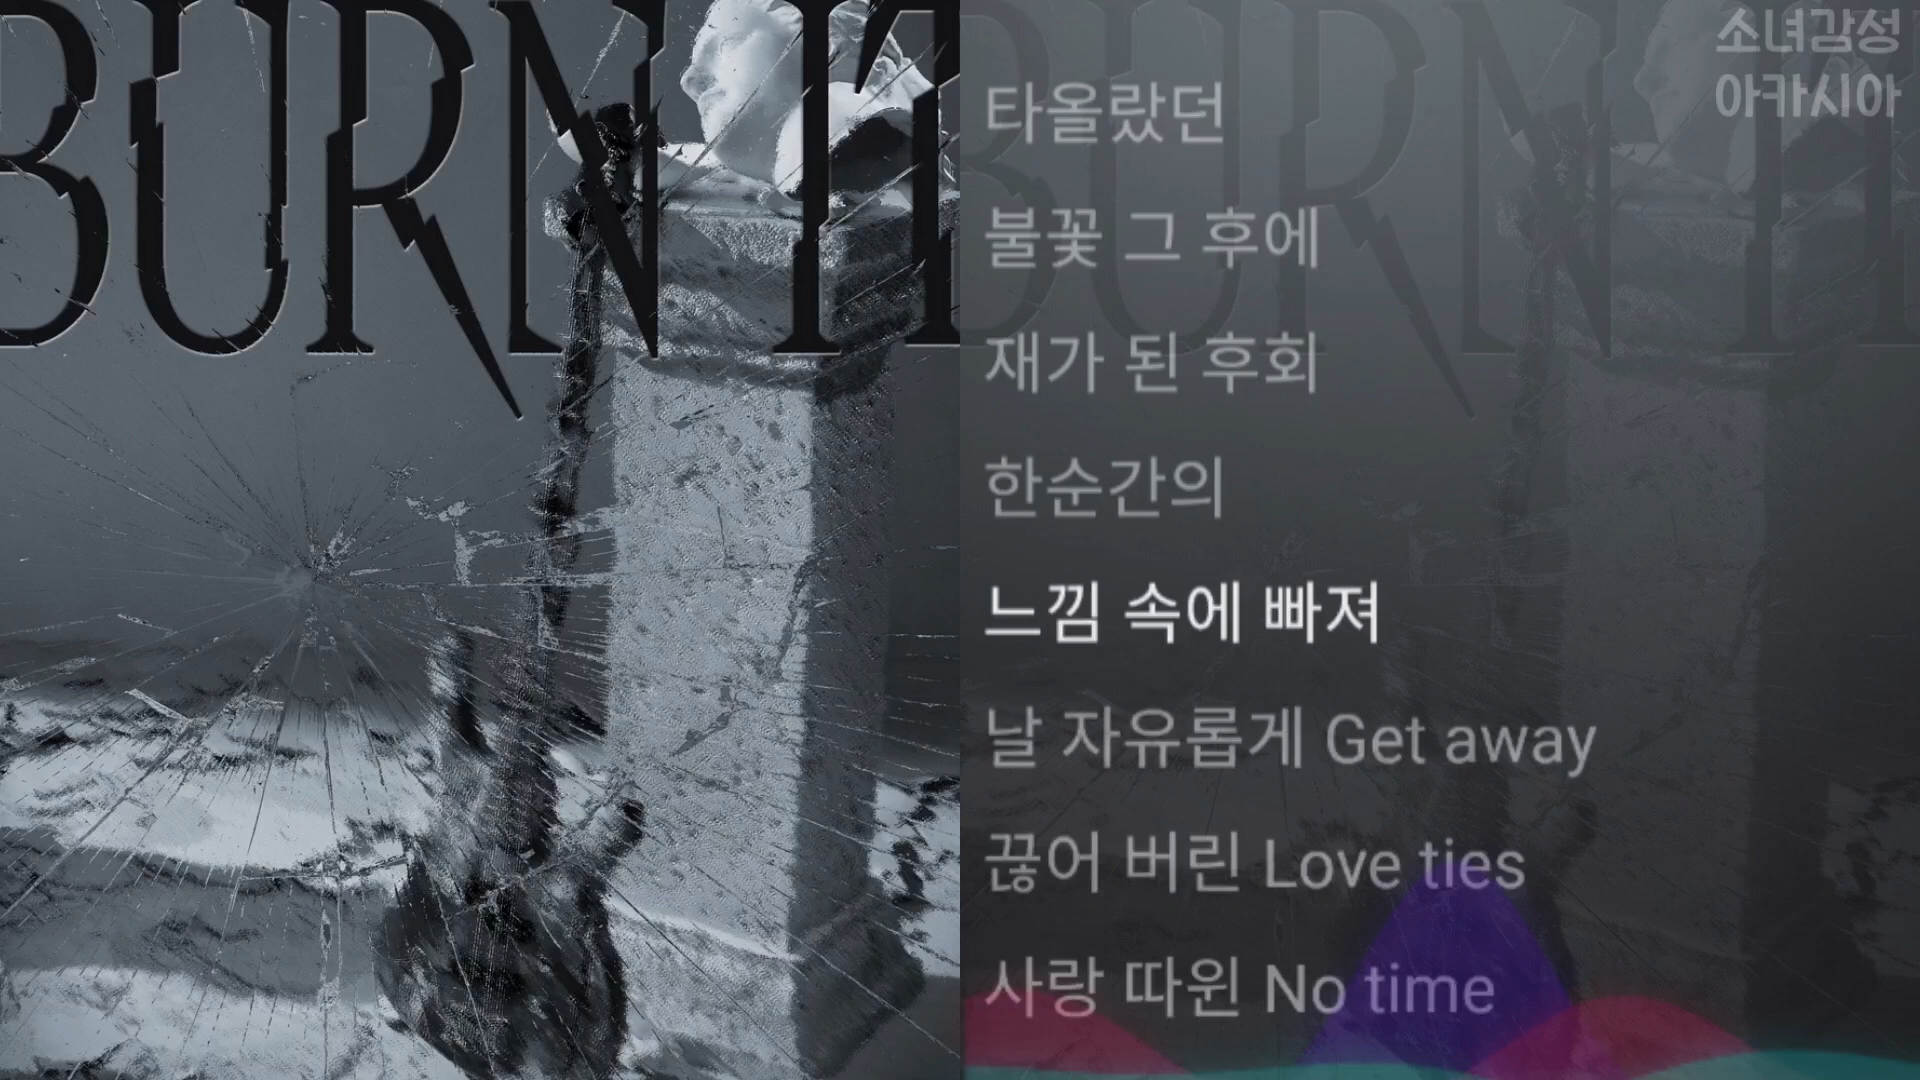 BURN IT
소녀감성
아카시아
타올랐던
불꽃 그 후에
재가 된 후회
한순간의
느낌 속에 빠져
날 자유롭게 Get away
끊어 버린 Love ties
사랑 따윈 No time